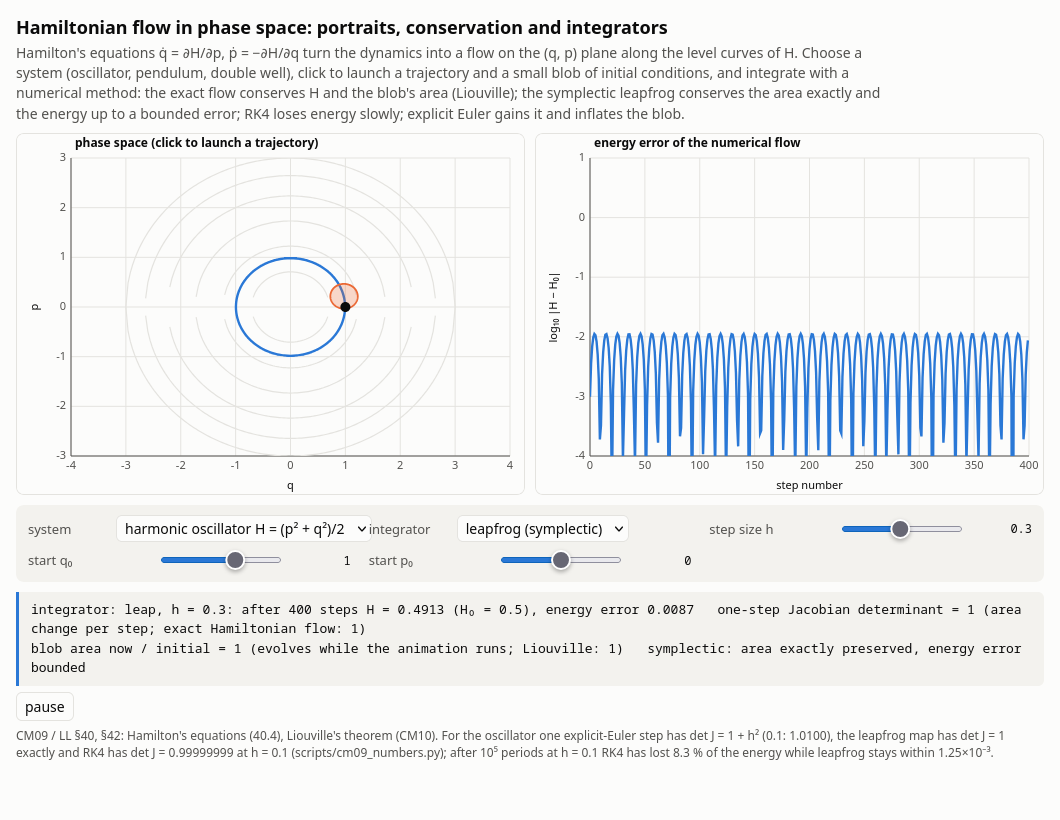 Hamiltonian flow in phase space: portraits, conservation and integrators
Hamilton's equations q̇ = ∂H/∂p, ṗ = −∂H/∂q turn the dynamics into a flow on the (q, p) plane along the level curves of H. Choose a
system (oscillator, pendulum, double well), click to launch a trajectory and a small blob of initial conditions, and integrate with a
numerical method: the exact flow conserves H and the blob's area (Liouville); the symplectic leapfrog conserves the area exactly and
the energy up to a bounded error; RK4 loses energy slowly; explicit Euler gains it and inflates the blob.
phase space (click to launch a trajectory)
3
2
1
0
-1
-2
-3
p
-4 -3 -2 -1 0 1 2 3 4
q
energy error of the numerical flow
1
0
-1
-2
-3
-4
log₁₀ |H − H₀|
0 50 100 150 200 250 300 350 400
step number
system harmonic oscillator H = (p² + q²)/2 integrator leapfrog (symplectic) step size h 0.3
start q₀ 1 start p₀ 0
integrator: leap, h = 0.3: after 400 steps H = 0.4913 (H₀ = 0.5), energy error 0.0087 one-step Jacobian determinant = 1 (area
change per step; exact Hamiltonian flow: 1)
blob area now / initial = 1 (evolves while the animation runs; Liouville: 1) symplectic: area exactly preserved, energy error
bounded
pause
CM09 / LL §40, §42: Hamilton's equations (40.4), Liouville's theorem (CM10). For the oscillator one explicit-Euler step has det J = 1 + h² (0.1: 1.0100), the leapfrog map has det J = 1
exactly and RK4 has det J = 0.99999999 at h = 0.1 (scripts/cm09_numbers.py); after 10⁵ periods at h = 0.1 RK4 has lost 8.3 % of the energy while leapfrog stays within 1.25×10⁻³.